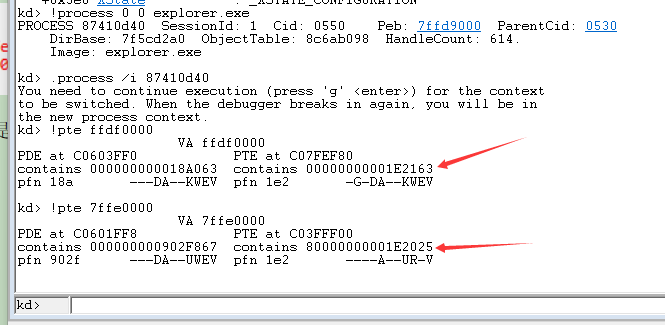 kd> !process 0 0 explorer.exe
PROCESS 87410d40  SessionId: 1  Cid: 0550    Peb: 7ffd9000  ParentCid: 0530
    DirBase: 7f5cd2a0  ObjectTable: 8c6ab098  HandleCount: 614.
    Image: explorer.exe
kd> .process /i 87410d40
You need to continue execution (press 'g' <enter>) for the context
to be switched. When the debugger breaks in again, you will be in
the new process context.
kd> !pte ffdf0000
                    VA ffdf0000
PDE at C0603FF0            PTE at C07FEF80
contains 000000000018A063  contains 00000000001E2163
pfn 18a       ---DA--KWEV  pfn 1e2       -G-DA--KWEV
kd> !pte 7ffe0000
                    VA 7ffe0000
PDE at C0601FF8            PTE at C03FFF00
contains 000000000902F867  contains 80000000001E2025
pfn 902f      ---DA--UWEV  pfn 1e2       ----A--UR-V
kd>